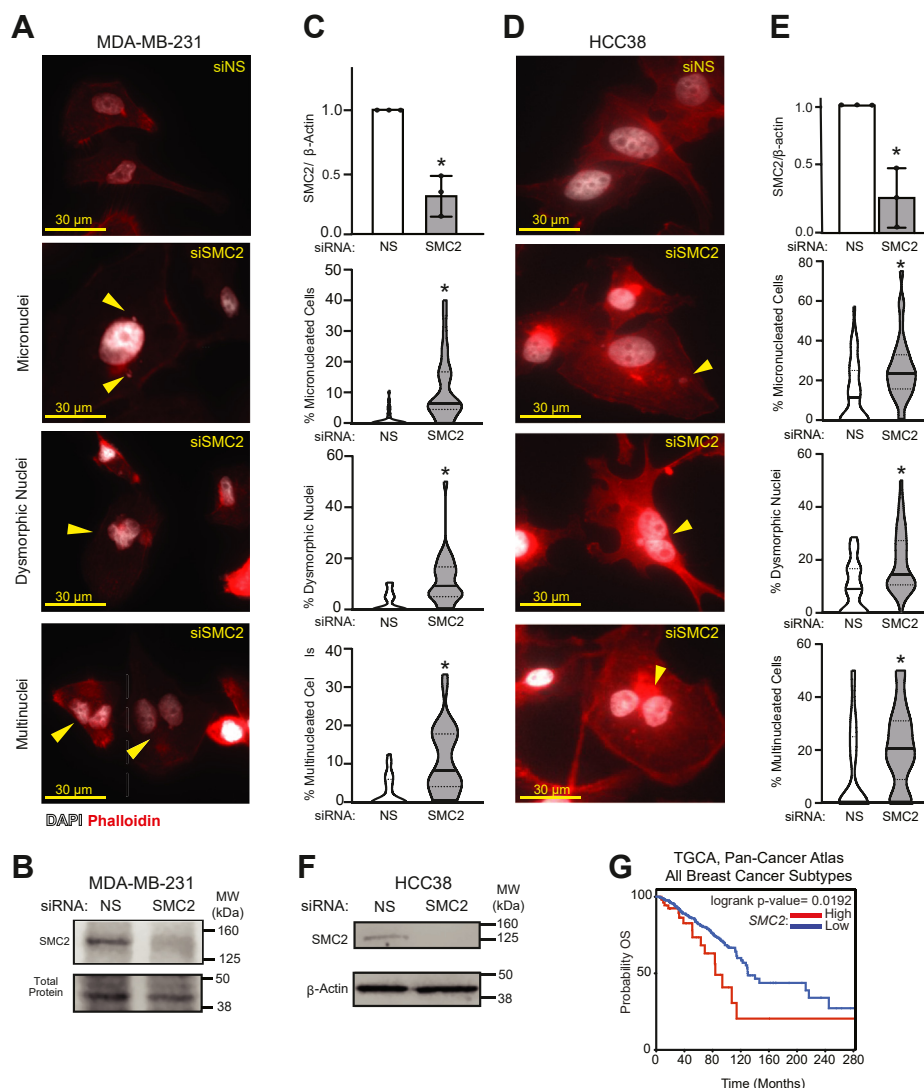 A
MDA-MB-231
siNS
30 µm
Micronuclei
siSMC2
30 µm
Dysmorphic Nuclei
siSMC2
30 µm
Multinuclei
siSMC2
30 µm
DAPI Phalloidin
C
SMC2/ β-Actin
1.0
0.5
0.0
*
siRNA: NS SMC2
% Micronucleated Cells
50
40
30
20
10
0
*
siRNA: NS SMC2
% Dysmorphic Nuclei
60
40
20
0
*
siRNA: NS SMC2
% Multinucleated Cel ls
40
30
20
10
0
*
siRNA: NS SMC2
D
HCC38
siNS
30 µm
siSMC2
30 µm
siSMC2
30 µm
siSMC2
30 µm
E
SMC2/β-actin
1.0
0.5
0.0
*
siRNA: NS SMC2
% Micronucleated Cells
80
60
40
20
0
*
siRNA: NS SMC2
% Dysmorphic Nuclei
60
40
20
0
*
siRNA: NS SMC2
% Multinucleated Cells
60
40
20
0
*
siRNA: NS SMC2
B
MDA-MB-231
siRNA: NS SMC2
MW
(kDa)
SMC2
160
125
Total
Protein
50
38
F
HCC38
siRNA: NS SMC2
MW
(kDa)
SMC2
160
125
β-Actin
50
38
G
TGCA, Pan-Cancer Atlas
All Breast Cancer Subtypes
logrank p-value= 0.0192
SMC2: High
Low
Probability OS
100
50
0
0 40 80 120 160 200 240 280
Time (Months)